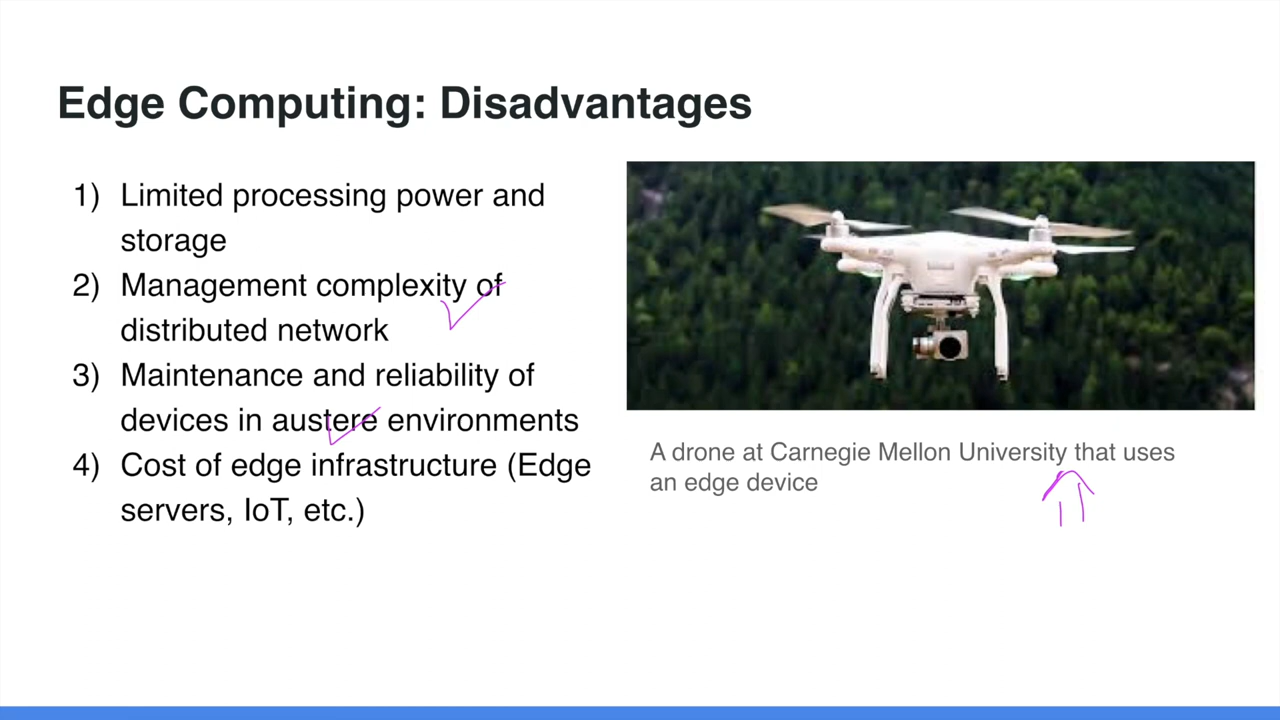 Edge Computing: Disadvantages
1) Limited processing power and
storage
2) Management complexity of
distributed network
3) Maintenance and reliability of
devices in austere environments
4) Cost of edge infrastructure (Edge
servers, IoT, etc.)
A drone at Carnegie Mellon University that uses
an edge device